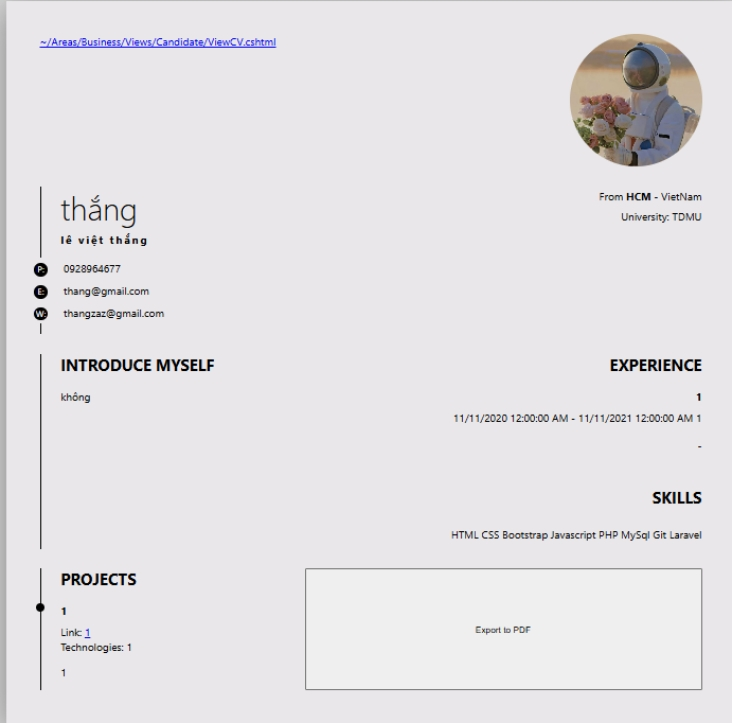 ~/Areas/Business/Views/Candidate/ViewCV.cshtml
From HCM - VietNam
University: TDMU
thắng
lê việt thắng
P: 0928964677
E: thang@gmail.com
W: thangzaz@gmail.com
INTRODUCE MYSELF
không
EXPERIENCE
1
11/11/2020 12:00:00 AM - 11/11/2021 12:00:00 AM 1
-
SKILLS
HTML CSS Bootstrap Javascript PHP MySql Git Laravel
PROJECTS
1
Link: 1
Technologies: 1
1
Export to PDF